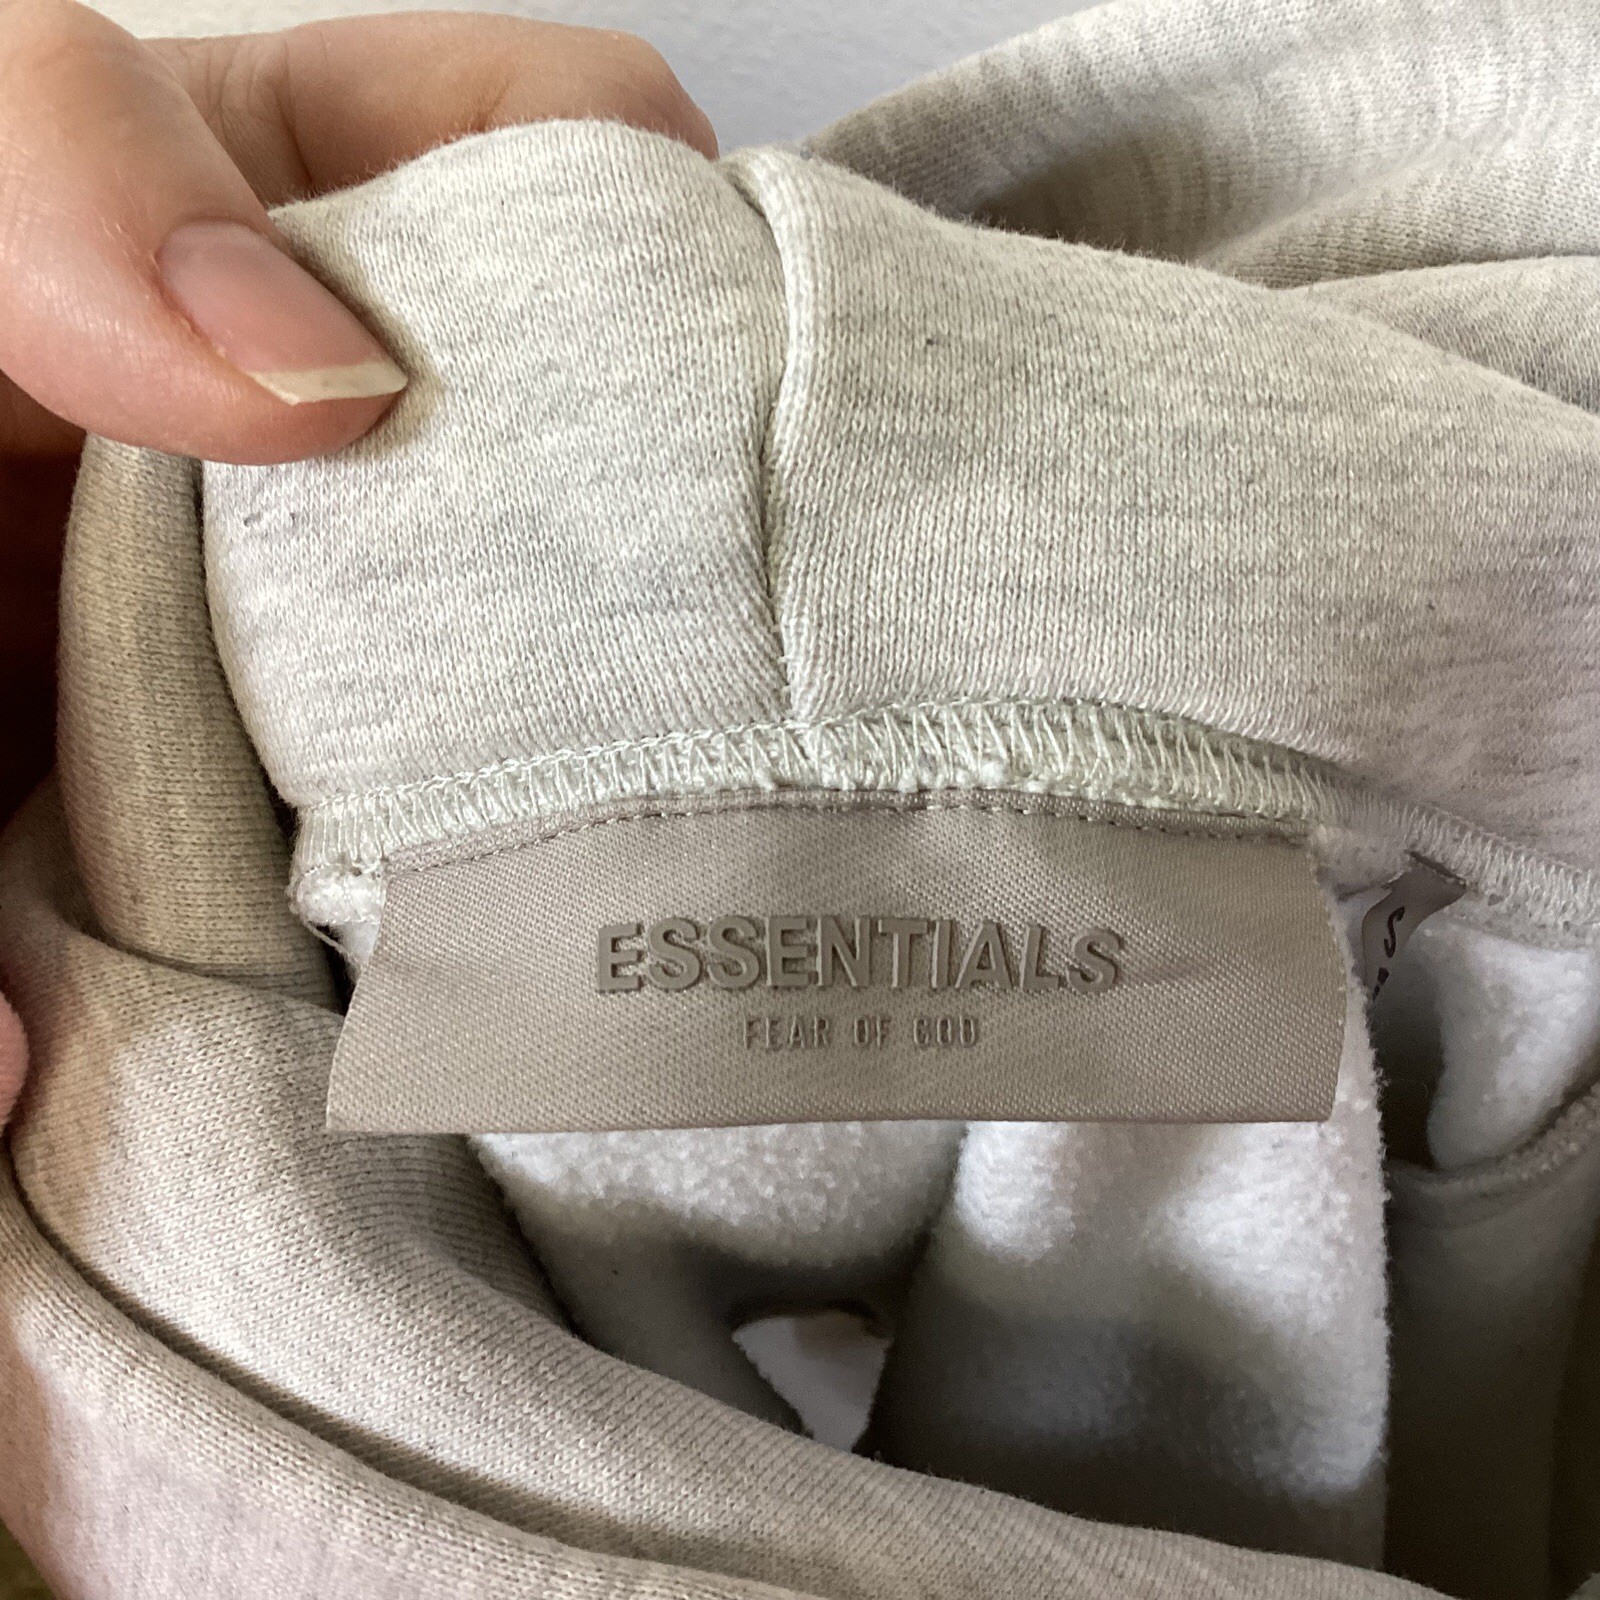 ESSENTIALS
FEAR OF GOD
S